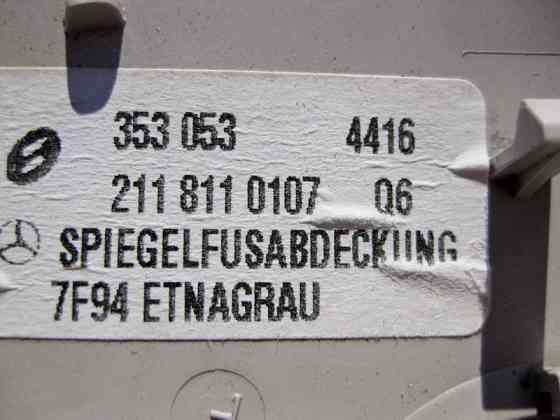 353 053 4416
211 811 0107 Q6
SPIEGELFUSABDECKUNG
7F94 ETNAGRAU